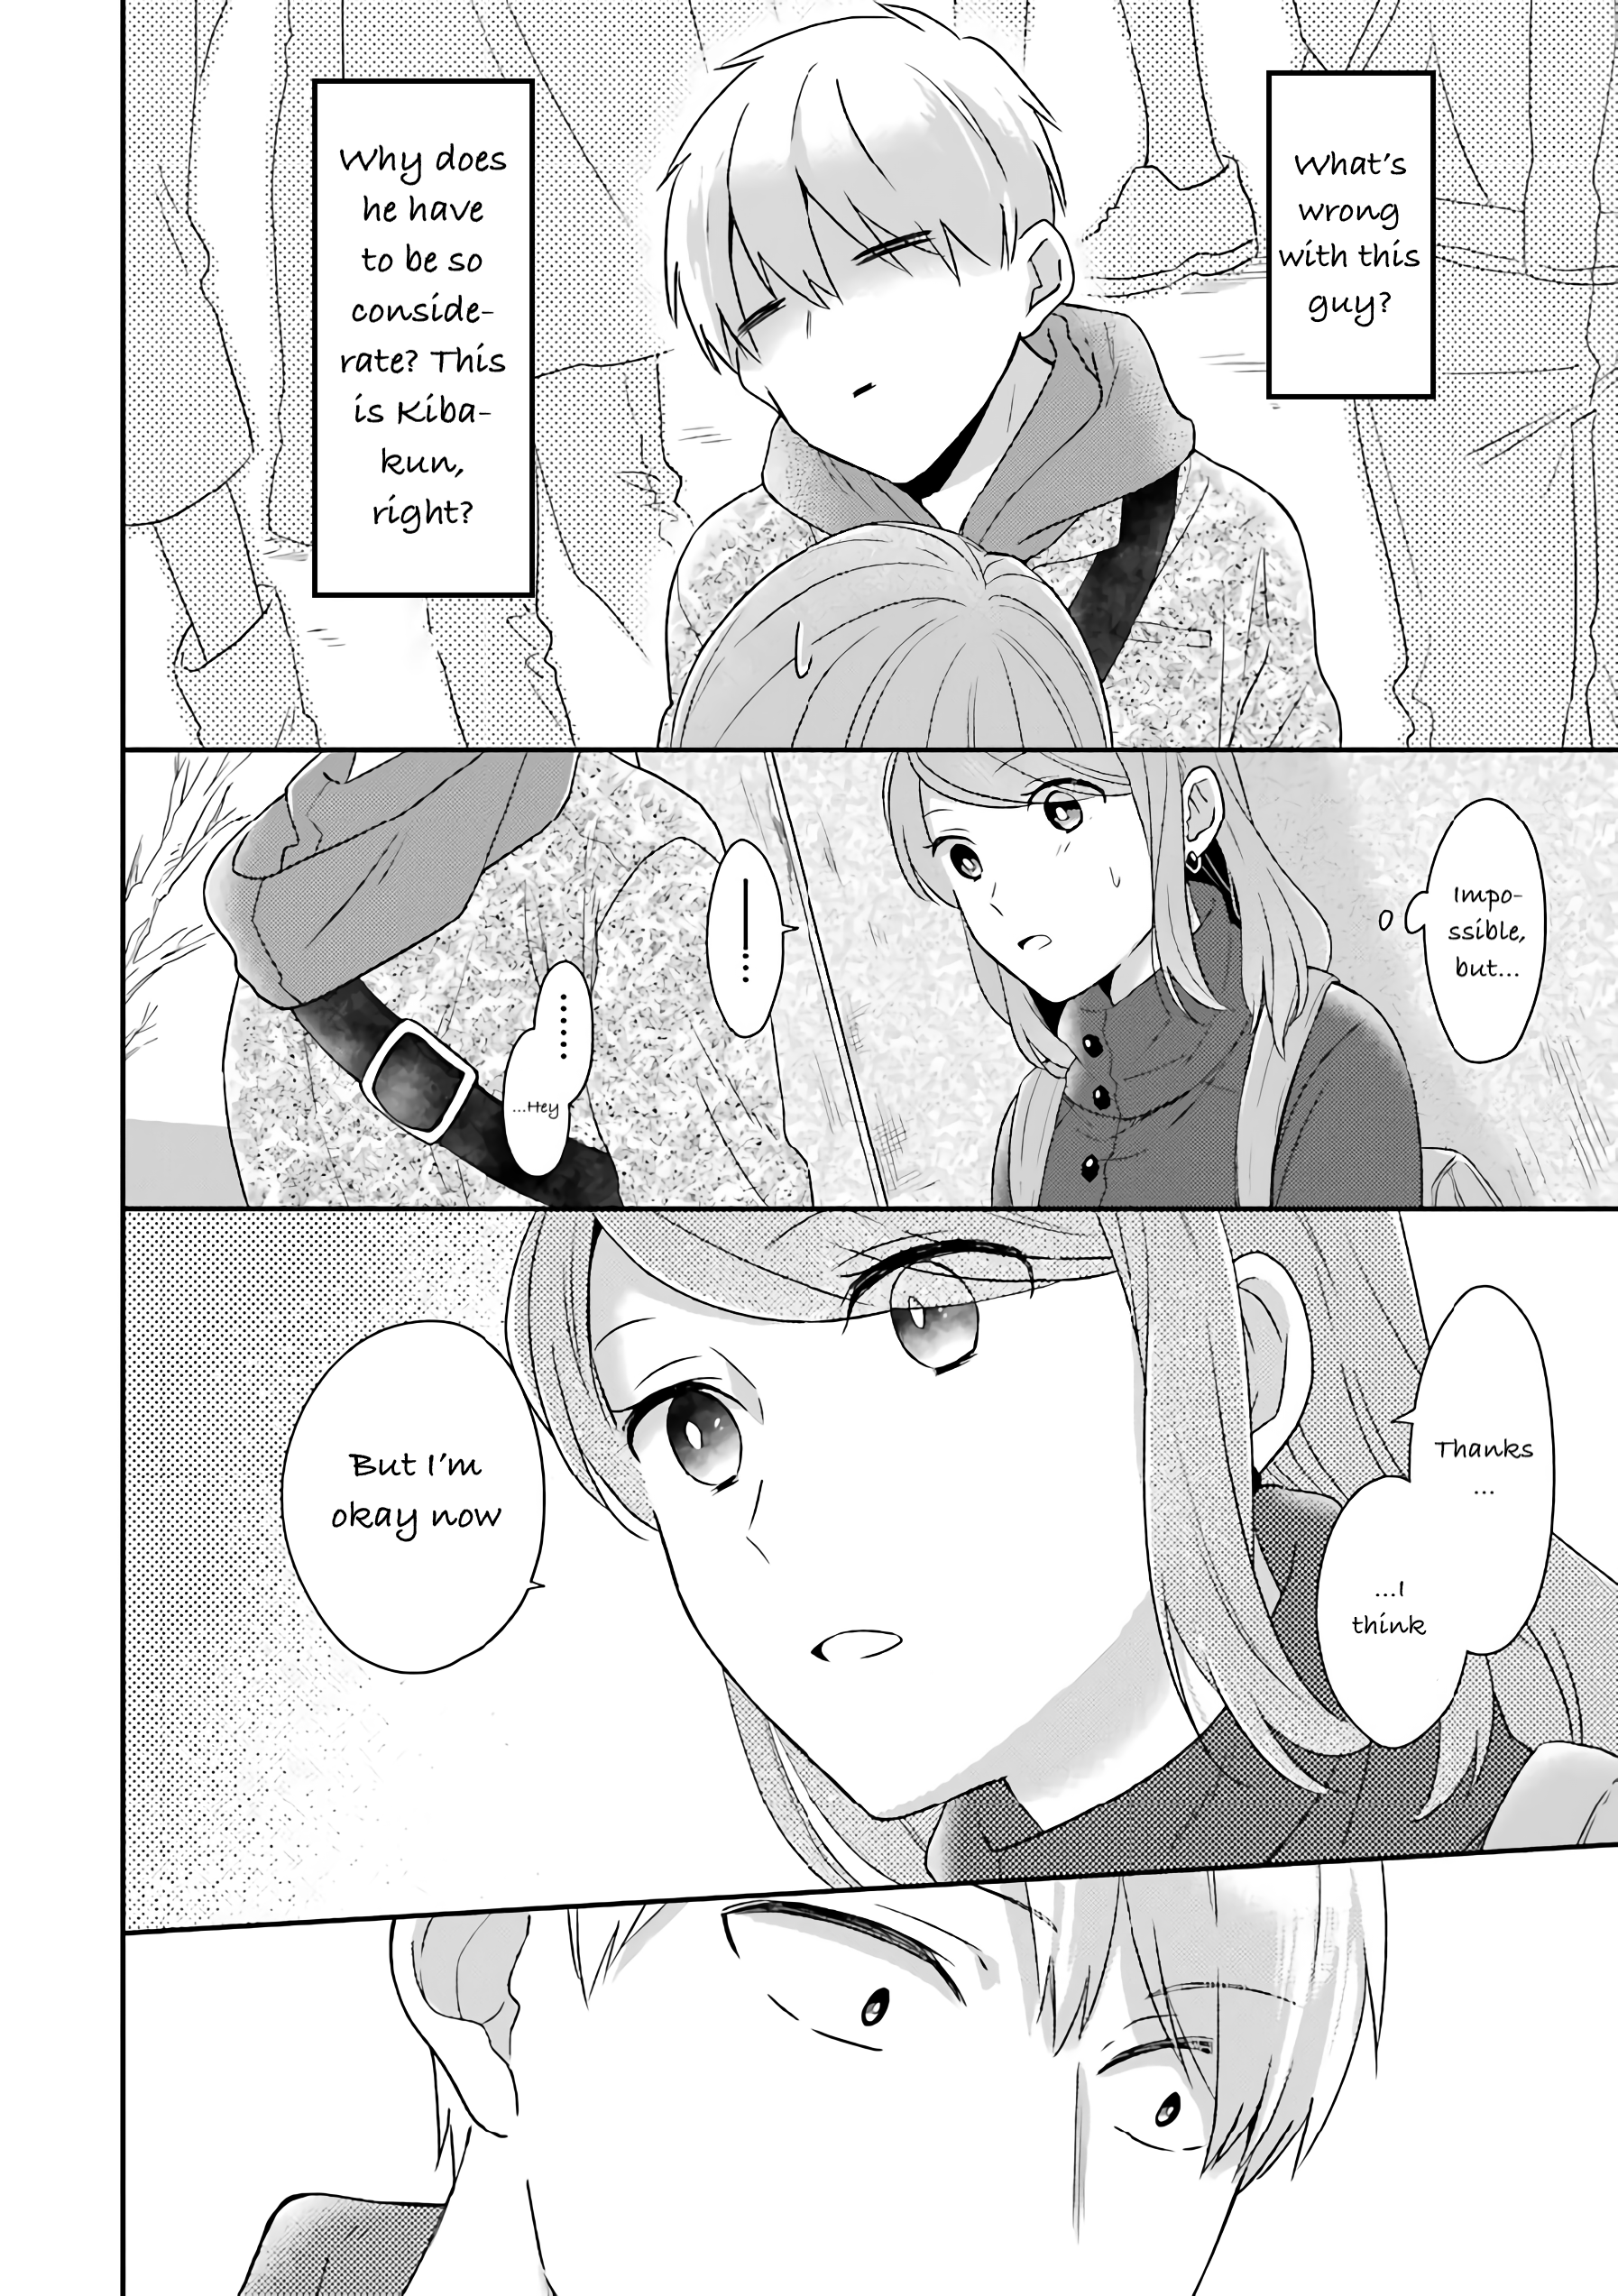 What's
wrong
with this
guy?
Why does
he have
to be so
conside-
rate? This
is Kiba-
kun,
right?
Impo-
ssible,
but...
......
...Hey
Thanks
...
...I
think
But I'm
okay now